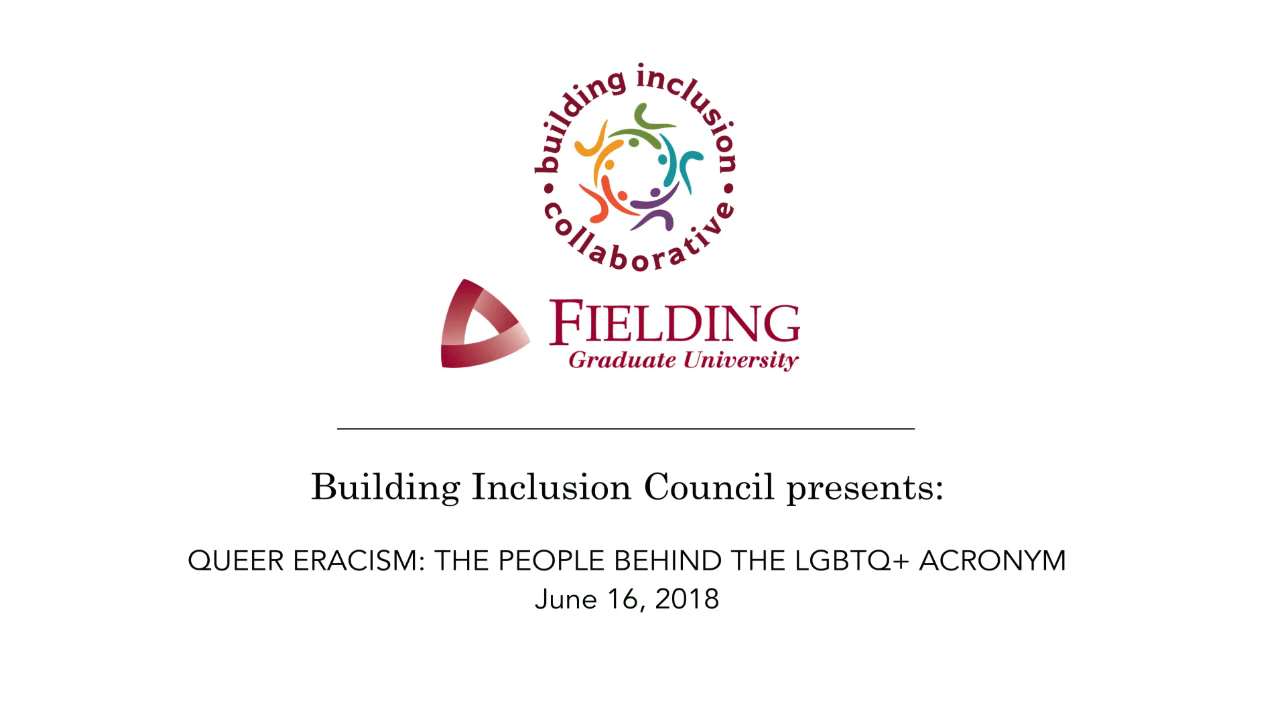 building inclusion
collaborative
FIELDING
Graduate University
Building Inclusion Council presents:
QUEER ERACISM: THE PEOPLE BEHIND THE LGBTQ+ ACRONYM
June 16, 2018